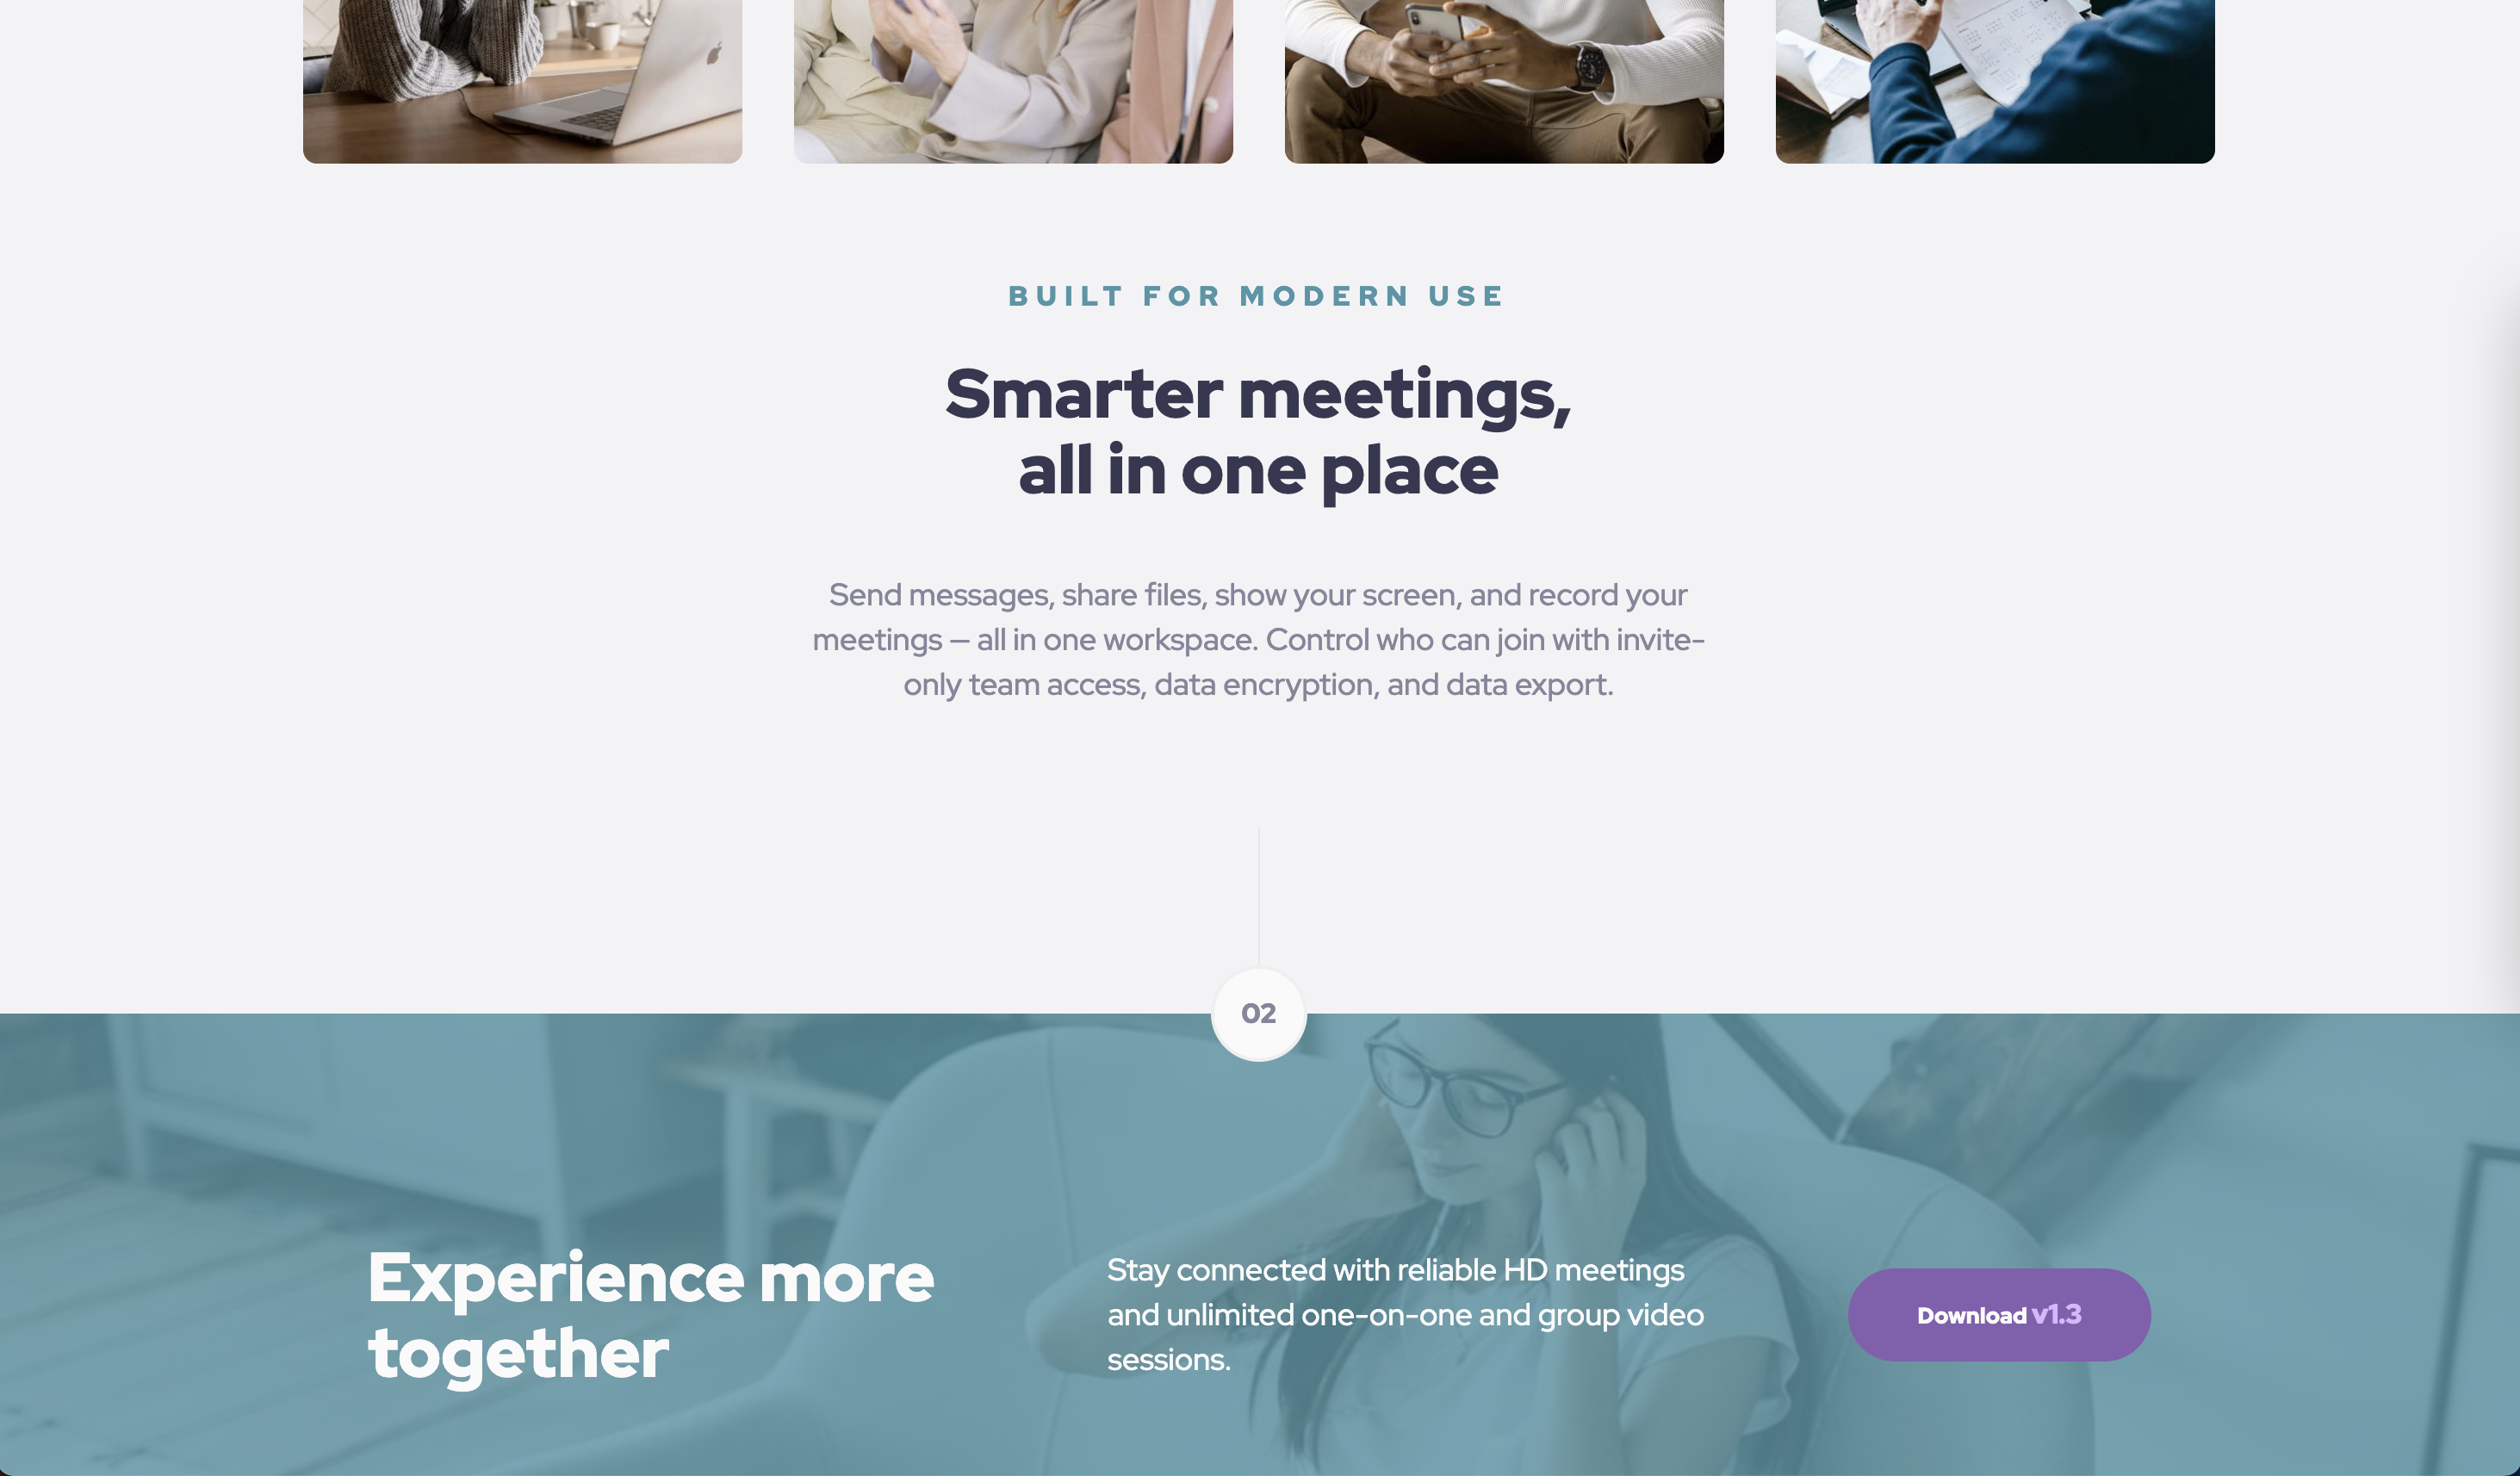 BUILT FOR MODERN USE
Smarter meetings,
all in one place
Send messages, share files, show your screen, and record your
meetings — all in one workspace. Control who can join with invite-
only team access, data encryption, and data export.
02
Experience more
together
Stay connected with reliable HD meetings
and unlimited one-on-one and group video
sessions.
Download v1.3